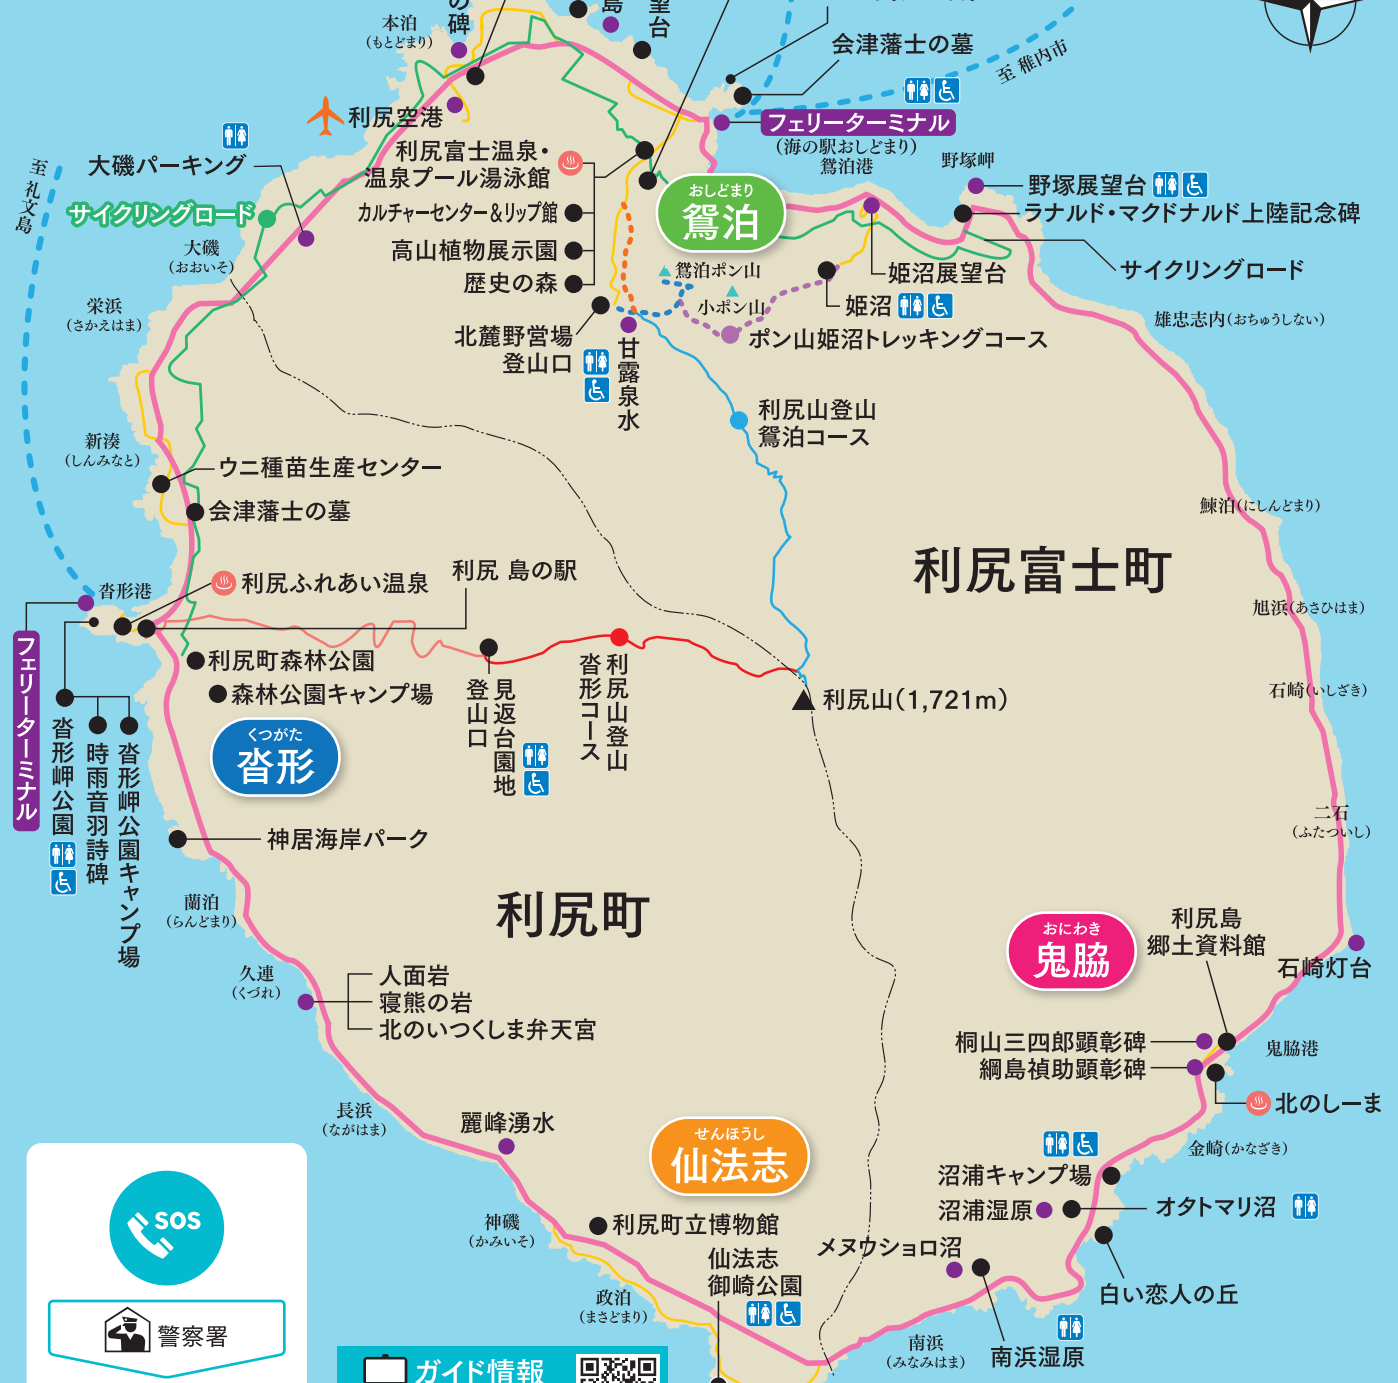 の碑
島
望台
本泊
(もとどまり)
会津藩士の墓
至 稚内市
利尻空港
フェリーターミナル
(海の駅おしどまり)
鴛泊港
野塚岬
大磯パーキング
至 礼文島
利尻富士温泉・
温泉プール湯泳館
カルチャーセンター&リップ館
高山植物展示園
歴史の森
おしどまり
鴛泊
野塚展望台
ラナルド・マクドナルド上陸記念碑
サイクリングロード
サイクリングロード
大磯
(おおいそ)
鴛泊ポン山
小ポン山
姫沼展望台
姫沼
ポン山姫沼トレッキングコース
栄浜
(さかえはま)
雄忠志内(おちゅうしない)
北麓野営場
登山口
甘露泉水
利尻山登山
鴛泊コース
新湊
(しんみなと)
ウニ種苗生産センター
会津藩士の墓
鰊泊(にしんどまり)
利尻富士町
沓形港
利尻ふれあい温泉
利尻 島の駅
旭浜(あさひはま)
フェリーターミナル
利尻町森林公園
森林公園キャンプ場
見返台園地
登山口
利尻山登山
沓形コース
利尻山(1,721m)
石崎(いしざき)
沓形岬公園
時雨音羽詩碑
沓形岬公園キャンプ場
くつがた
沓形
神居海岸パーク
二石
(ふたついし)
蘭泊
(らんどまり)
利尻町
おにわき
鬼脇
利尻島
郷土資料館
石崎灯台
久連
(くづれ)
人面岩
寝熊の岩
北のいつくしま弁天宮
桐山三四郎顕彰碑
綱島禎助顕彰碑
鬼脇港
北のしーま
長浜
(ながはま)
麗峰湧水
せんほうし
仙法志
金崎(かなざき)
沼浦キャンプ場
沼浦湿原
オタトマリ沼
SOS
警察署
神磯
(かみいそ)
利尻町立博物館
仙法志
御崎公園
メヌウショロ沼
白い恋人の丘
政泊
(まさどまり)
南浜
(みなみはま)
南浜湿原
ガイド情報